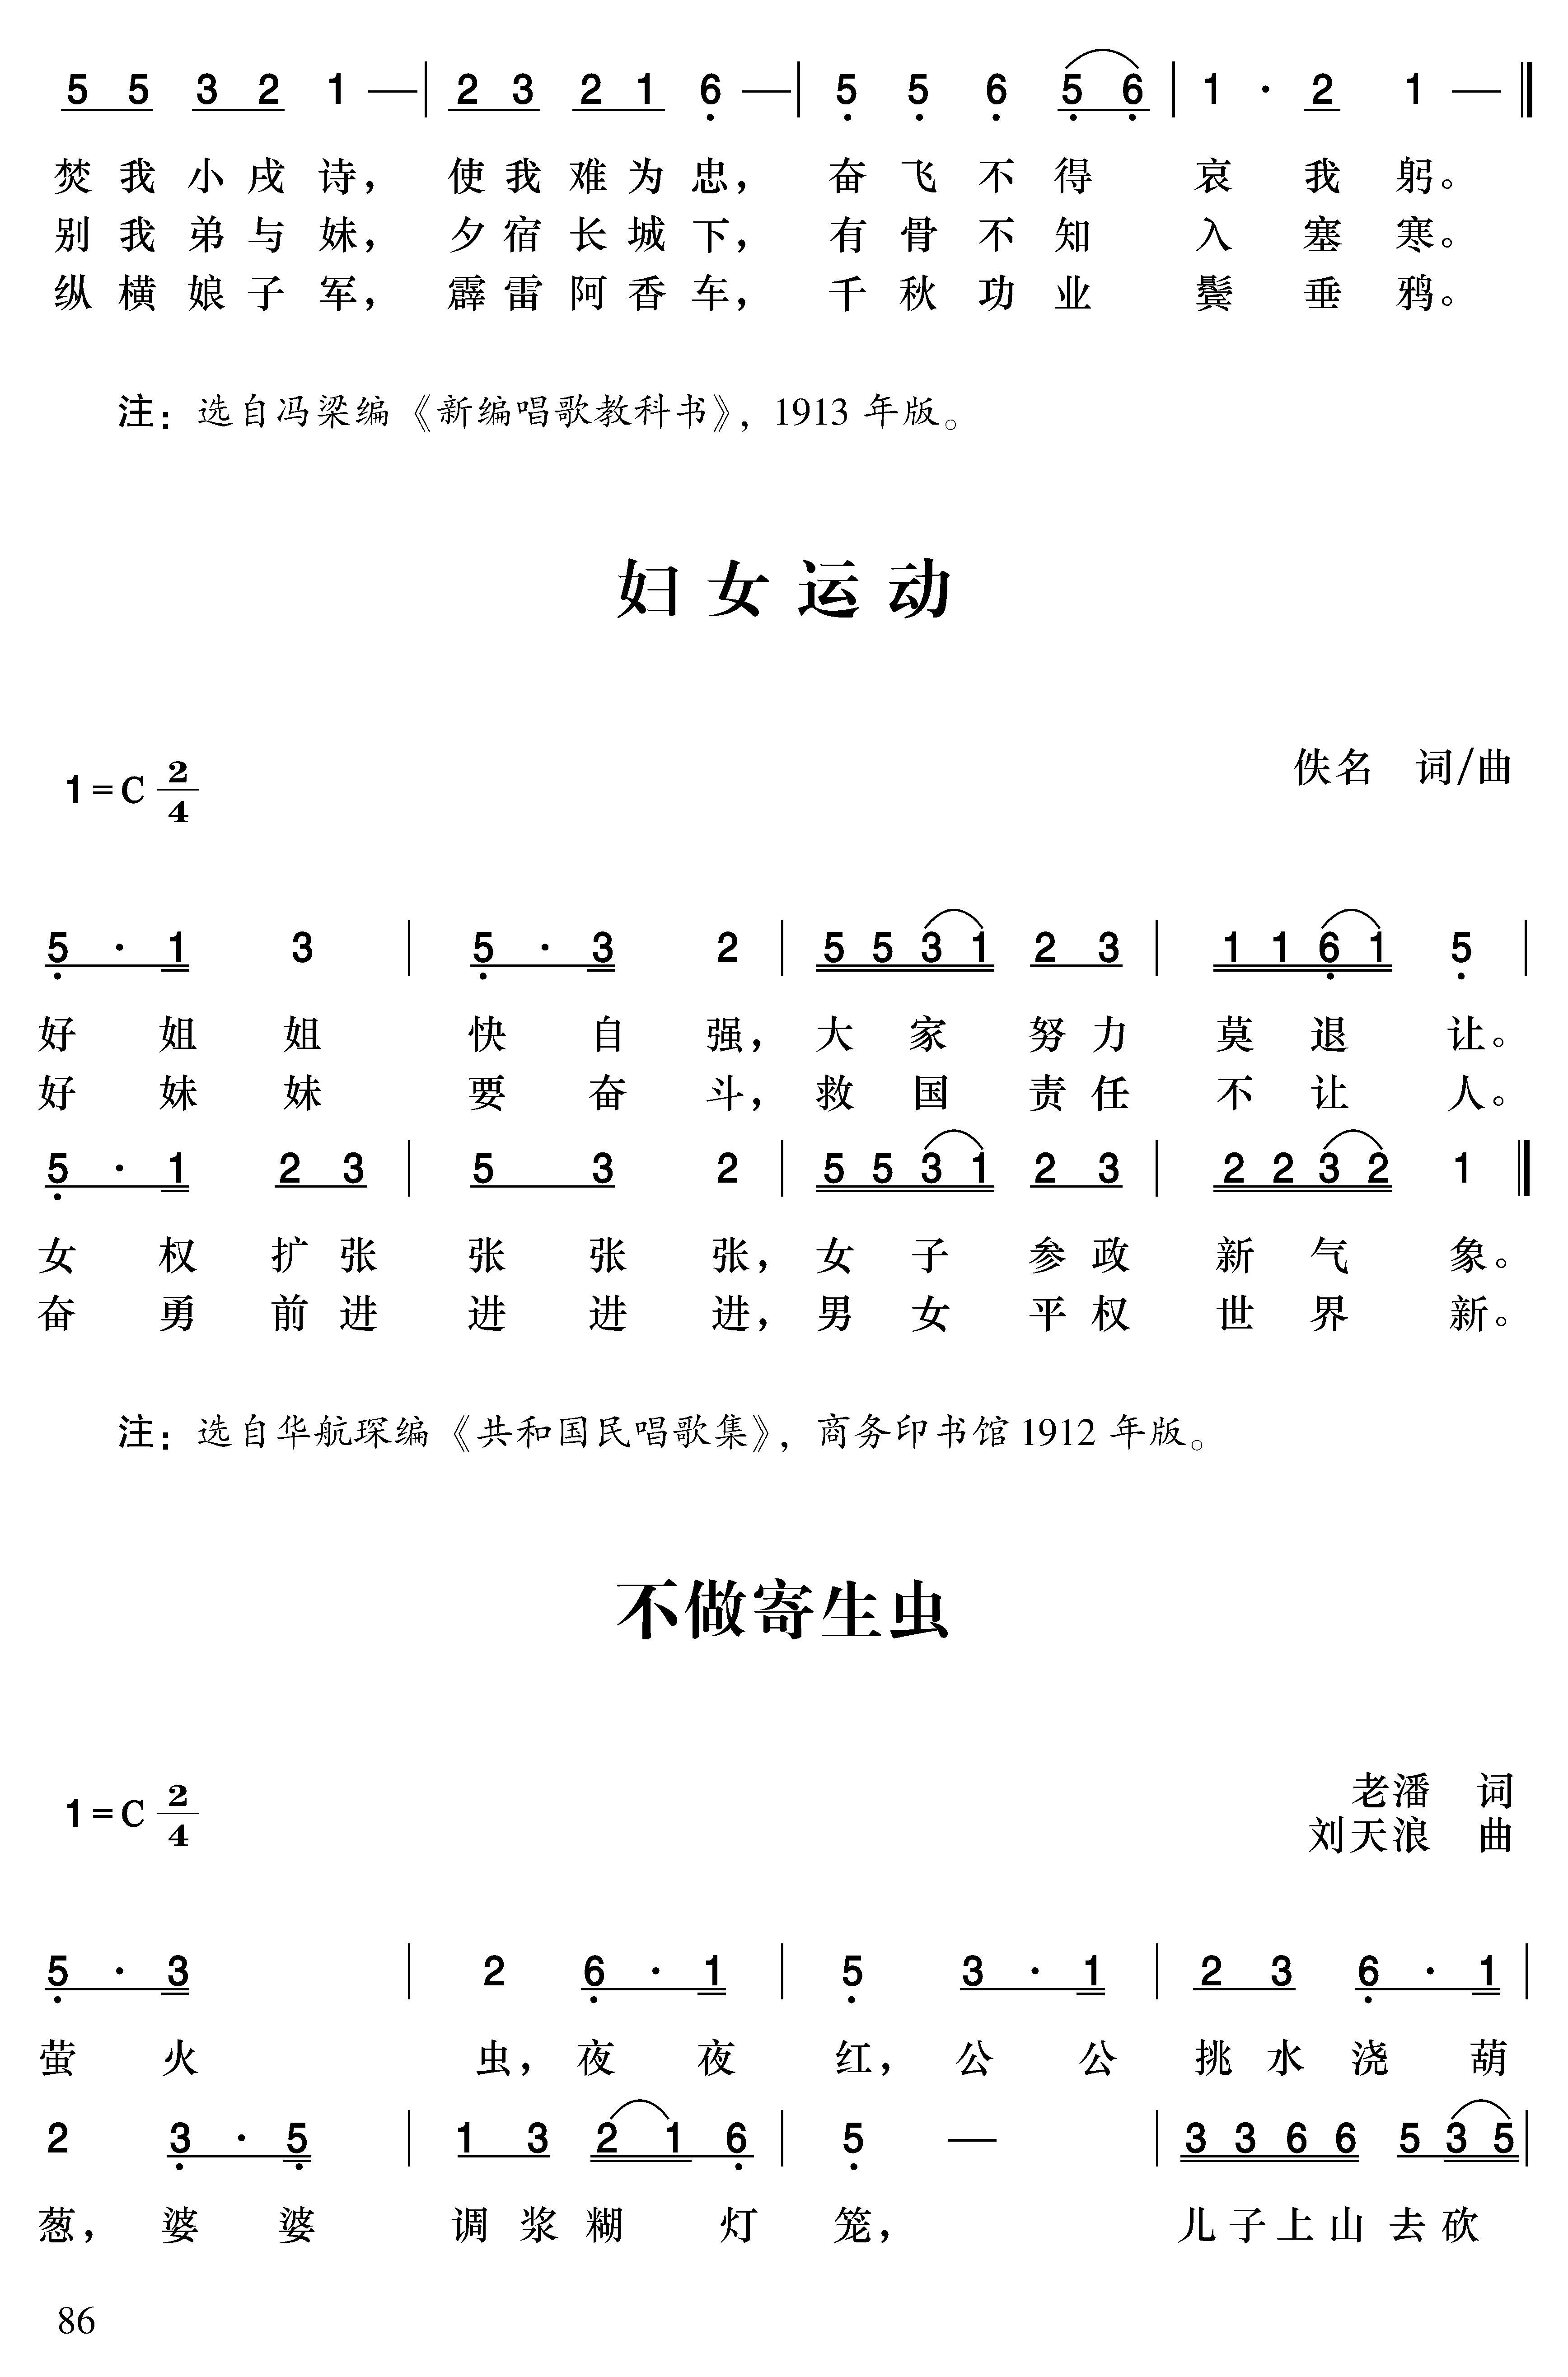 5 5 3 2 1 — | 2 3 2 1 6 — | 5 5 6 5 6 | 1 · 2 1 — ‖
焚我小戌诗，使我难为忠，奋飞不得哀我躬。
别我弟与妹，夕宿长城下，有骨不知入塞寒。
纵横娘子军，霹雷阿香车，千秋功业鬓垂鸦。
注：选自冯梁编《新编唱歌教科书》，1913 年版。
妇女运动
佚名 词/曲
1=C 2/4
5 · 1 3 | 5 · 3 2 | 5 5 3 1 2 3 | 1 1 6 1 5 |
好姐姐快自强，大家努力莫退让。
好妹妹要奋斗，救国责任不让人。
5 · 1 2 3 | 5 3 2 | 5 5 3 1 2 3 | 2 2 3 2 1 ‖
女权扩张张张张，女子参政新气象。
奋勇前进进进进，男女平权世界新。
注：选自华航琛编《共和国民唱歌集》，商务印书馆1912 年版。
不做寄生虫
老潘 词
1=C 2/4
刘天浪 曲
5 · 3 | 2 6 · 1 | 5 3 · 1 | 2 3 6 · 1 |
萤火虫，夜夜红，公公挑水浇葫
2 3 · 5 | 1 3 2 1 6 | 5 — | 3 3 6 6 5 3 5 |
葱，婆婆调浆糊灯笼，儿子上山去砍
86